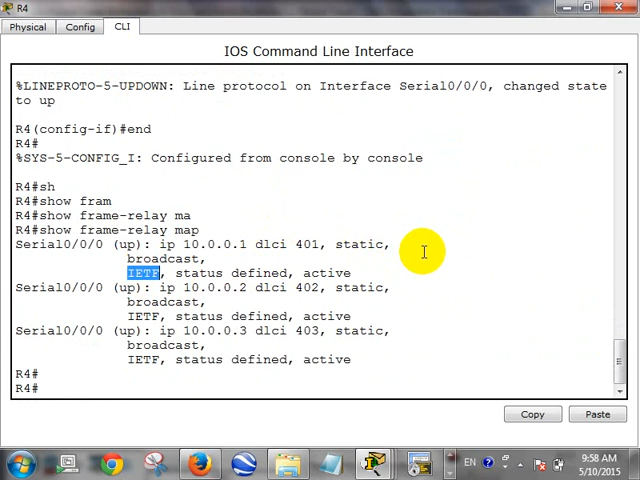 R4
Physical Config CLI
IOS Command Line Interface
%LINEPROTO-5-UPDOWN: Line protocol on Interface Serial0/0/0, changed state
to up
R4(config-if)#end
R4#
%SYS-5-CONFIG_I: Configured from console by console
R4#sh
R4#show fram
R4#show frame-relay ma
R4#show frame-relay map
Serial0/0/0 (up): ip 10.0.0.1 dlci 401, static,
broadcast,
IETF, status defined, active
Serial0/0/0 (up): ip 10.0.0.2 dlci 402, static,
broadcast,
IETF, status defined, active
Serial0/0/0 (up): ip 10.0.0.3 dlci 403, static,
broadcast,
IETF, status defined, active
R4#
R4#
Copy Paste
EN 9:58 AM
5/10/2015